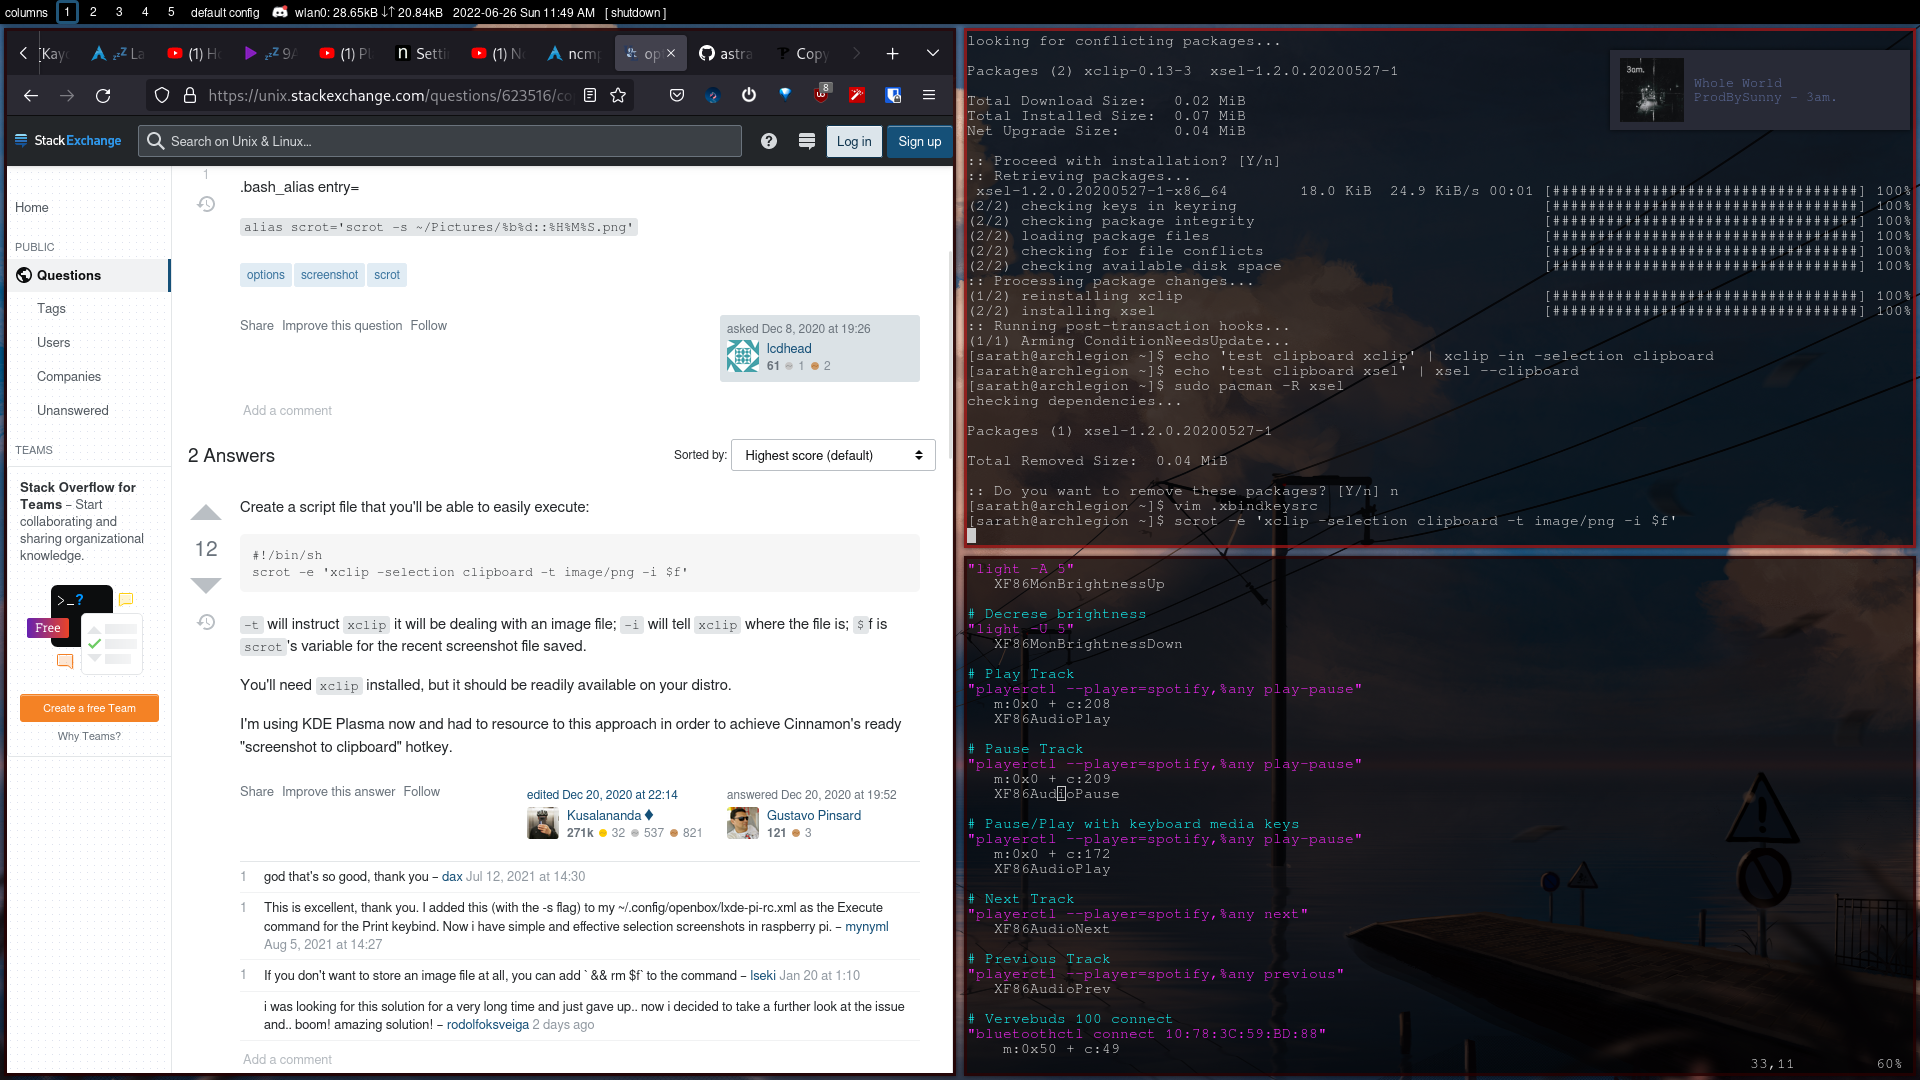 columns 1 2 3 4 5 default config wlan0: 28.65kB ↓↑ 20.84kB 2022-06-26 Sun 11:49 AM [ shutdown ]
[Kayo La (1) H 9A (1) Pl n Setti (1) N ncm op × astra Copy
https://unix.stackexchange.com/questions/623516/co 8
StackExchange Search on Unix & Linux... Log in Sign up
Home
PUBLIC
Questions
Tags
Users
Companies
Unanswered
TEAMS
Stack Overflow for
Teams – Start
collaborating and
sharing organizational
knowledge.
>_?
Free
Create a free Team
Why Teams?
1
.bash_alias entry=
alias scrot='scrot -s ~/Pictures/%b%d::%H%M%S.png'
options screenshot scrot
Share Improve this question Follow
asked Dec 8, 2020 at 19:26
lcdhead
61 1 2
Add a comment
2 Answers
Sorted by: Highest score (default)
12
Create a script file that you'll be able to easily execute:
#!/bin/sh
scrot -e 'xclip -selection clipboard -t image/png -i $f'
-t will instruct xclip it will be dealing with an image file; -i will tell xclip where the file is; $ f is
scrot 's variable for the recent screenshot file saved.
You'll need xclip installed, but it should be readily available on your distro.
I'm using KDE Plasma now and had to resource to this approach in order to achieve Cinnamon's ready
"screenshot to clipboard" hotkey.
Share Improve this answer Follow
edited Dec 20, 2020 at 22:14
Kusalananda ♦
271k 32 537 821
answered Dec 20, 2020 at 19:52
Gustavo Pinsard
121 3
1 god that's so good, thank you – dax Jul 12, 2021 at 14:30
1 This is excellent, thank you. I added this (with the -s flag) to my ~/.config/openbox/lxde-pi-rc.xml as the Execute
command for the Print keybind. Now i have simple and effective selection screenshots in raspberry pi. – mynyml
Aug 5, 2021 at 14:27
1 If you don't want to store an image file at all, you can add ` && rm $f` to the command – lseki Jan 20 at 1:10
i was looking for this solution for a very long time and just gave up.. now i decided to take a further look at the issue
and.. boom! amazing solution! – rodolfoksveiga 2 days ago
Add a comment
looking for conflicting packages...
Packages (2) xclip-0.13-3 xsel-1.2.0.20200527-1
Total Download Size: 0.02 MiB
Total Installed Size: 0.07 MiB
Net Upgrade Size: 0.04 MiB
:: Proceed with installation? [Y/n]
:: Retrieving packages...
xsel-1.2.0.20200527-1-x86_64 18.0 KiB 24.9 KiB/s 00:01 [##################################] 100%
(2/2) checking keys in keyring [##################################] 100%
(2/2) checking package integrity [##################################] 100%
(2/2) loading package files [##################################] 100%
(2/2) checking for file conflicts [##################################] 100%
(2/2) checking available disk space [##################################] 100%
:: Processing package changes...
(1/2) reinstalling xclip [##################################] 100%
(2/2) installing xsel [##################################] 100%
:: Running post-transaction hooks...
(1/1) Arming ConditionNeedsUpdate...
[sarath@archlegion ~]$ echo 'test clipboard xclip' | xclip -in -selection clipboard
[sarath@archlegion ~]$ echo 'test clipboard xsel' | xsel --clipboard
[sarath@archlegion ~]$ sudo pacman -R xsel
checking dependencies...
Packages (1) xsel-1.2.0.20200527-1
Total Removed Size: 0.04 MiB
:: Do you want to remove these packages? [Y/n] n
[sarath@archlegion ~]$ vim .xbindkeysrc
[sarath@archlegion ~]$ scrot -e 'xclip -selection clipboard -t image/png -i $f'
3am.
Whole World
ProdBySunny - 3am.
"light -A 5"
XF86MonBrightnessUp
# Decrese brightness
"light -U 5"
XF86MonBrightnessDown
# Play Track
"playerctl --player=spotify,%any play-pause"
m:0x0 + c:208
XF86AudioPlay
# Pause Track
"playerctl --player=spotify,%any play-pause"
m:0x0 + c:209
XF86AudioPause
# Pause/Play with keyboard media keys
"playerctl --player=spotify,%any play-pause"
m:0x0 + c:172
XF86AudioPlay
# Next Track
"playerctl --player=spotify,%any next"
XF86AudioNext
# Previous Track
"playerctl --player=spotify,%any previous"
XF86AudioPrev
# Vervebuds 100 connect
"bluetoothctl connect 10:78:3C:59:BD:88"
m:0x50 + c:49
33,11 60%